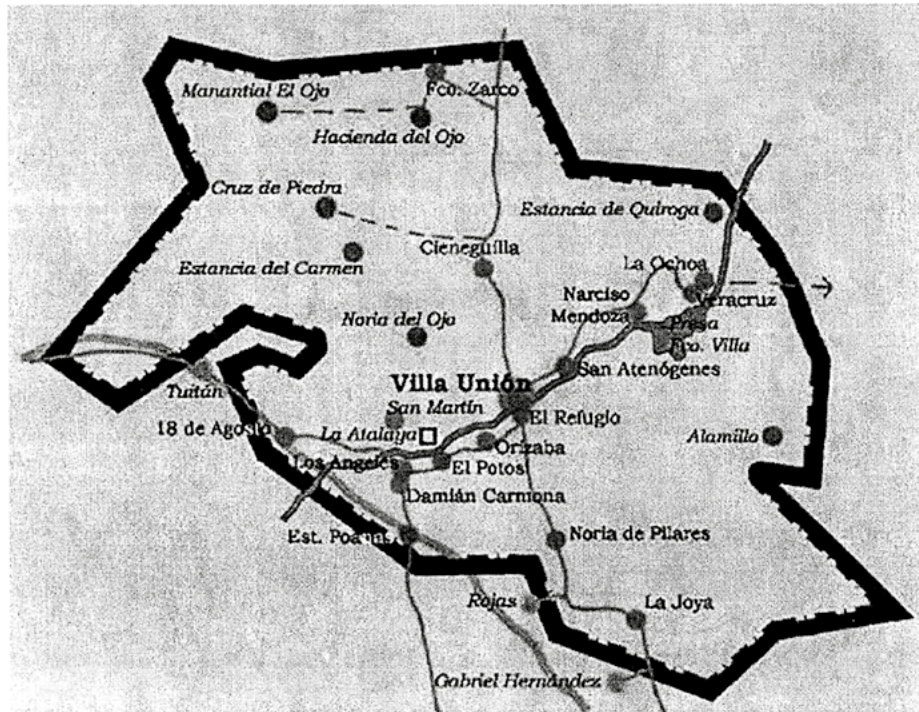 Fco. Zarco
Manantial El Ojo
Hacienda del Ojo
Cruz de Piedra
Estancia de Quiroga
Cieneguilla
Estancia del Carmen
La Ochoa
Veracruz
Narciso
Mendoza
Presa
Fco. Villa
Noria del Ojo
San Atenógenes
Tuitán
Villa Unión
San Martín
El Refugio
18 de Agosto
La Atalaya
Orizaba
Alamillo
Los Angeles
El Potosí
Damián Carmona
Est. Poanas
Noria de Pilares
Rojas
La Joya
Gabriel Hernández